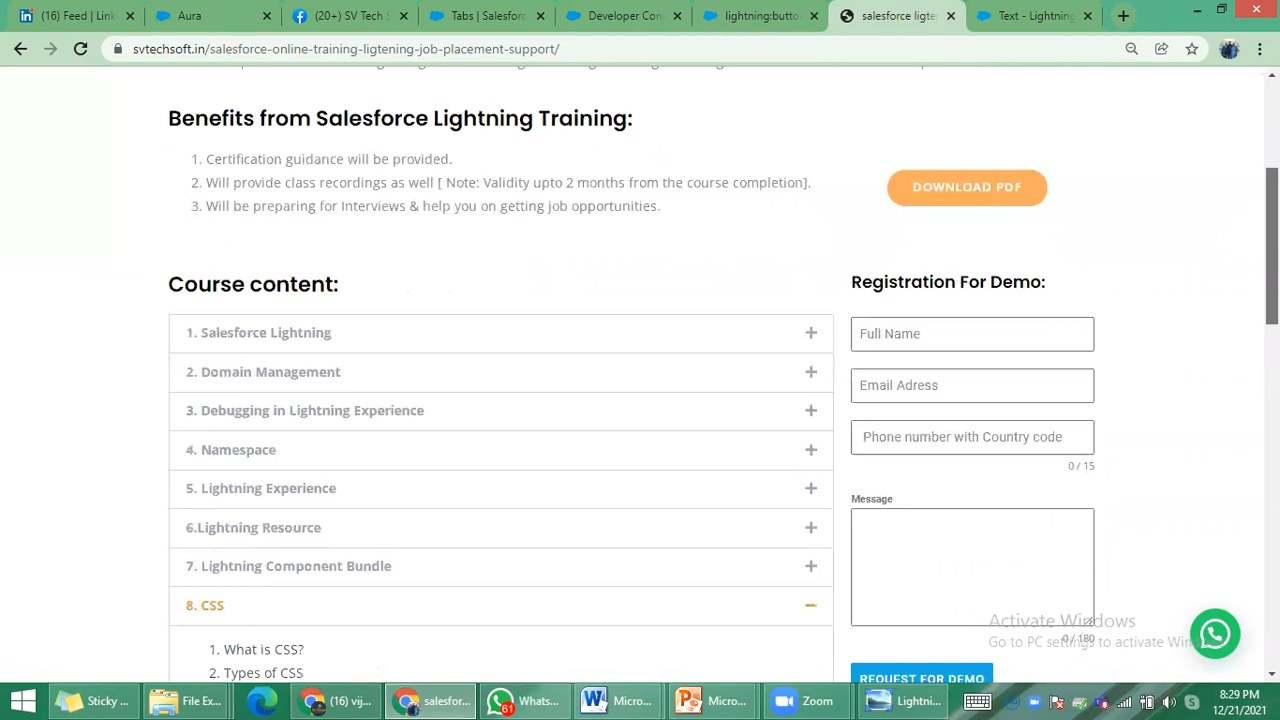 (16) Feed | Linked
Aura
(20+) SV Tech S
Tabs | Salesforc
Developer Con
lightning:butto
salesforce ligte
Text - Lightning
svtechsoft.in/salesforce-online-training-ligtening-job-placement-support/
Benefits from Salesforce Lightning Training:
1. Certification guidance will be provided.
2. Will provide class recordings as well [ Note: Validity upto 2 months from the course completion].
3. Will be preparing for Interviews & help you on getting job opportunities.
DOWNLOAD PDF
Course content:
1. Salesforce Lightning
2. Domain Management
3. Debugging in Lightning Experience
4. Namespace
5. Lightning Experience
6.Lightning Resource
7. Lightning Component Bundle
8. CSS
1. What is CSS?
2. Types of CSS
Registration For Demo:
Full Name
Email Adress
Phone number with Country code
0 / 15
Message
0 / 180
REQUEST FOR DEMO
Activate Windows
Go to PC settings to activate Win
Sticky ...
File Ex...
(16) vij...
salesfor...
61
Whats...
Micro...
Micro...
Zoom
Lightni...
8:29 PM
12/21/2021